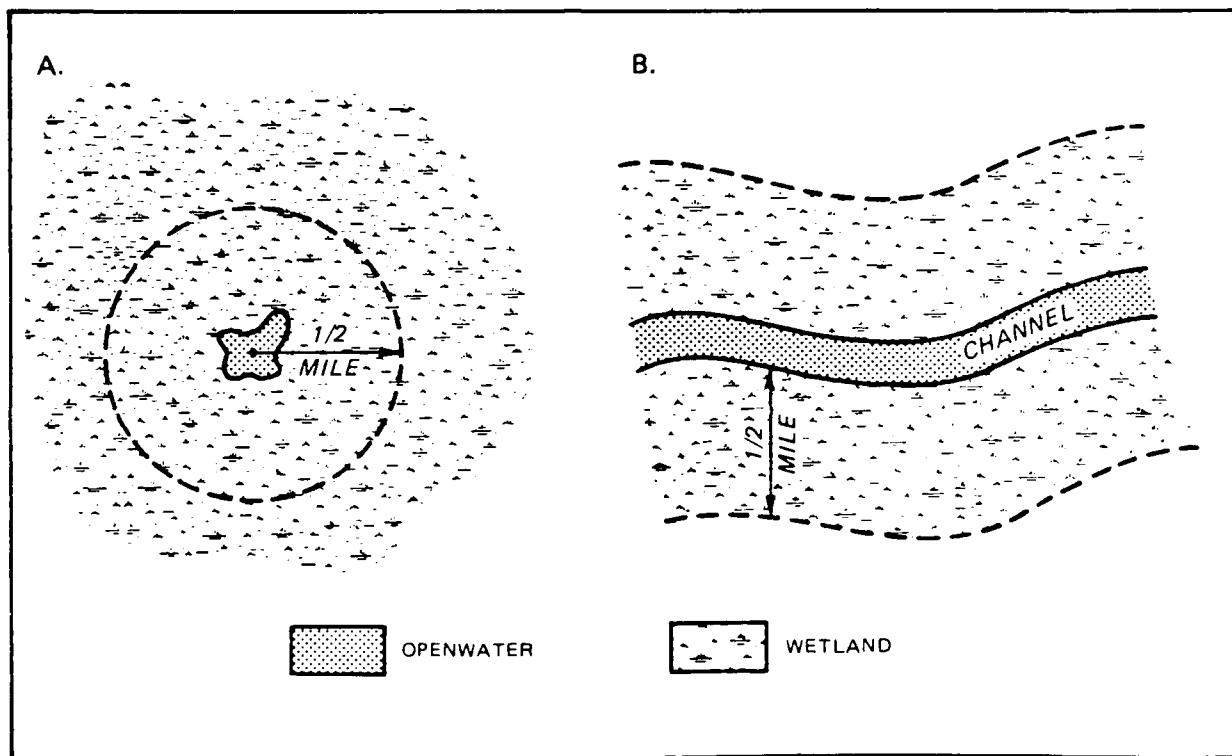 A.
B.
1/2
MILE
CHANNEL
1/2
MILE
OPENWATER
WETLAND